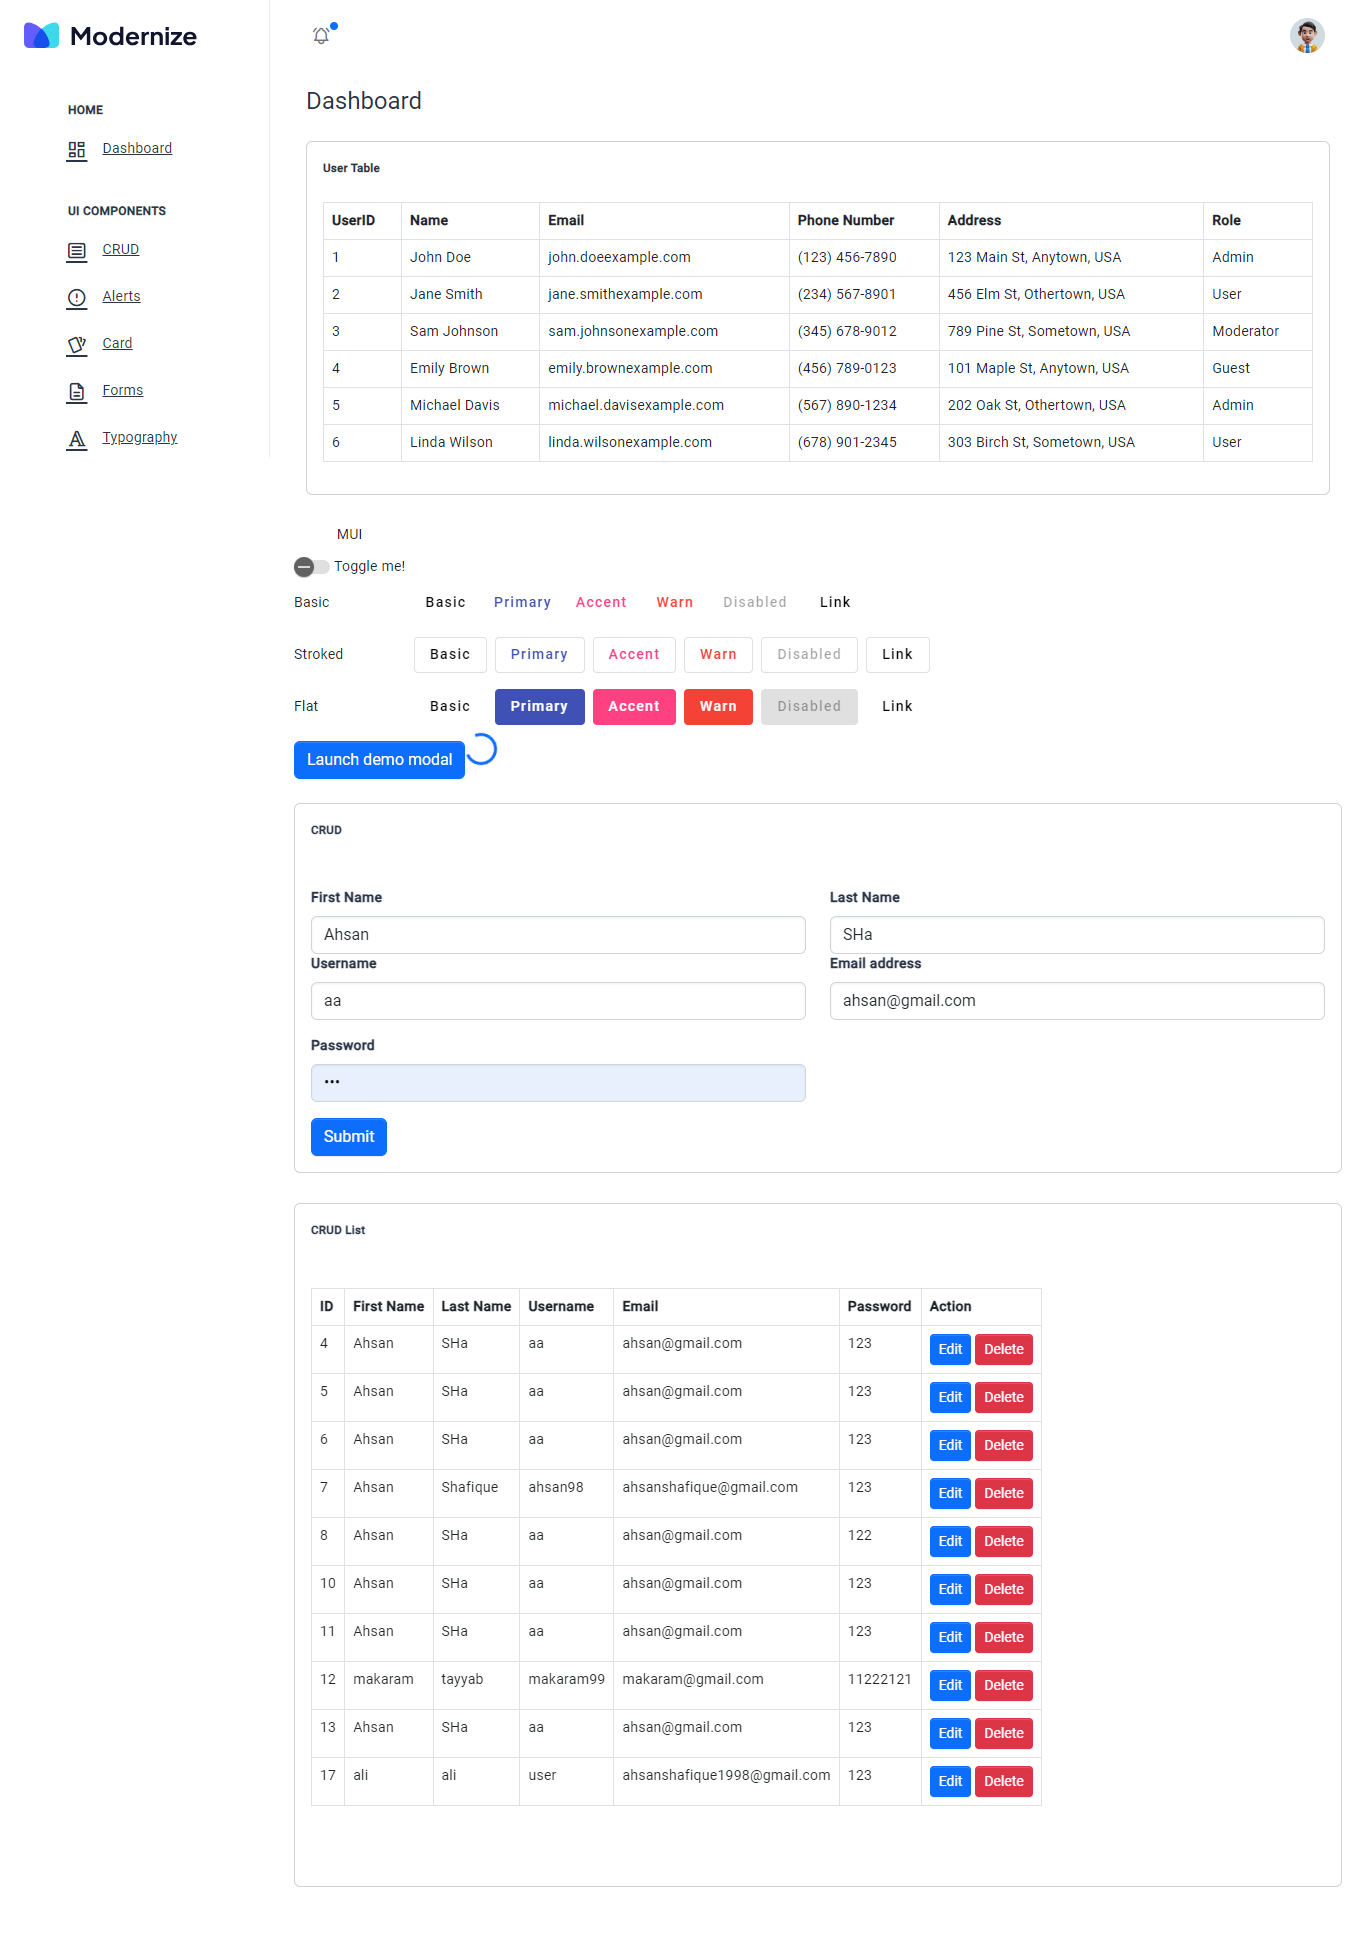 Modernize
HOME
Dashboard
UI COMPONENTS
CRUD
Alerts
Card
Forms
Typography
Dashboard
User Table
UserID Name Email Phone Number Address Role
1 John Doe john.doeexample.com (123) 456-7890 123 Main St, Anytown, USA Admin
2 Jane Smith jane.smithexample.com (234) 567-8901 456 Elm St, Othertown, USA User
3 Sam Johnson sam.johnsonexample.com (345) 678-9012 789 Pine St, Sometown, USA Moderator
4 Emily Brown emily.brownexample.com (456) 789-0123 101 Maple St, Anytown, USA Guest
5 Michael Davis michael.davisexample.com (567) 890-1234 202 Oak St, Othertown, USA Admin
6 Linda Wilson linda.wilsonexample.com (678) 901-2345 303 Birch St, Sometown, USA User
MUI
Toggle me!
Basic Basic Primary Accent Warn Disabled Link
Stroked Basic Primary Accent Warn Disabled Link
Flat Basic Primary Accent Warn Disabled Link
Launch demo modal
CRUD
First Name Last Name
Ahsan SHa
Username Email address
aa ahsan@gmail.com
Password
•••
Submit
CRUD List
ID First Name Last Name Username Email Password Action
4 Ahsan SHa aa ahsan@gmail.com 123 Edit Delete
5 Ahsan SHa aa ahsan@gmail.com 123 Edit Delete
6 Ahsan SHa aa ahsan@gmail.com 123 Edit Delete
7 Ahsan Shafique ahsan98 ahsanshafique@gmail.com 123 Edit Delete
8 Ahsan SHa aa ahsan@gmail.com 122 Edit Delete
10 Ahsan SHa aa ahsan@gmail.com 123 Edit Delete
11 Ahsan SHa aa ahsan@gmail.com 123 Edit Delete
12 makaram tayyab makaram99 makaram@gmail.com 11222121 Edit Delete
13 Ahsan SHa aa ahsan@gmail.com 123 Edit Delete
17 ali ali user ahsanshafique1998@gmail.com 123 Edit Delete